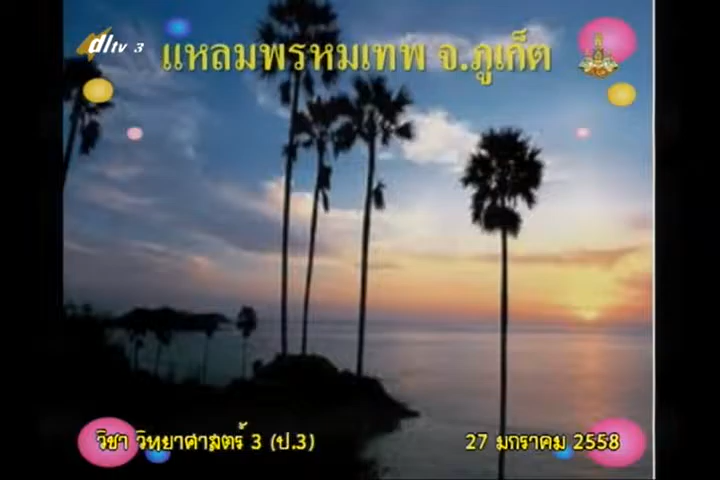 dltv 3
แหลมพรหมเทพ จ.ภูเก็ต
วิชา วิทยาศาสตร์ 3 (ป.3)
27 มกราคม 2558